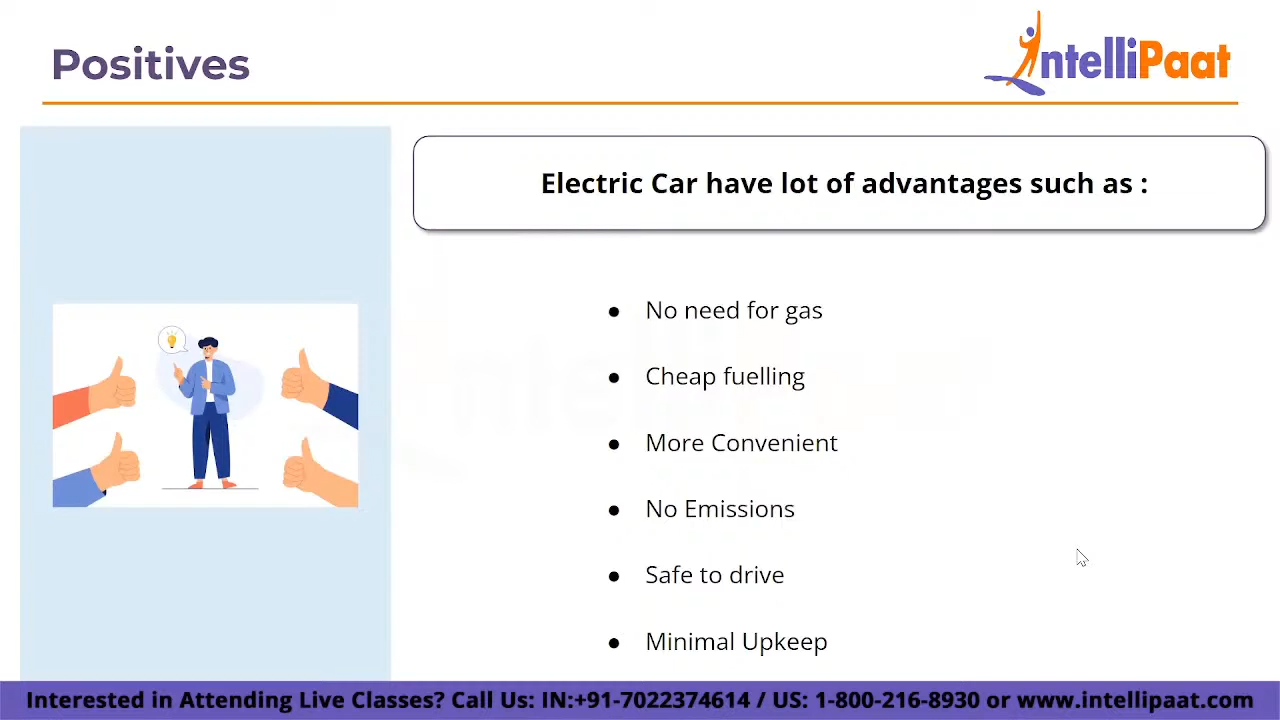 Positives
IntelliPaat
Electric Car have lot of advantages such as :
● No need for gas
● Cheap fuelling
● More Convenient
● No Emissions
● Safe to drive
● Minimal Upkeep
Interested in Attending Live Classes? Call Us: IN:+91-7022374614 / US: 1-800-216-8930 or www.intellipaat.com